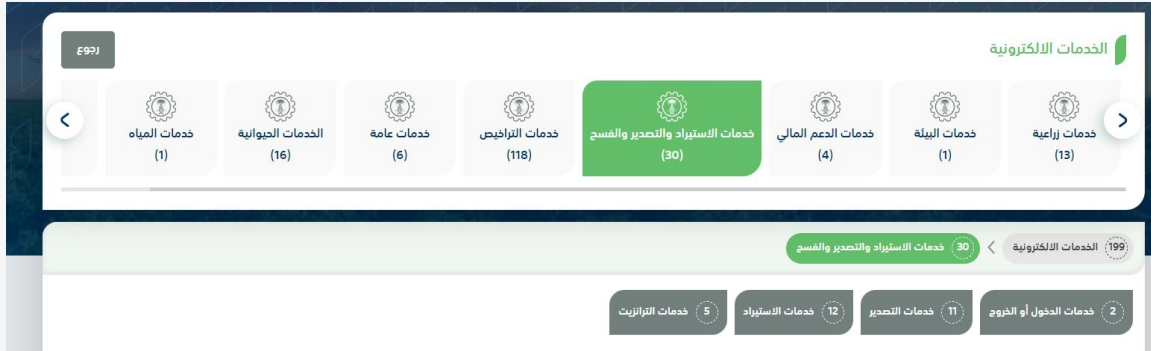 الخدمات الالكترونية
رجوع
خدمات زراعية
(13)
خدمات البيئة
(1)
خدمات الدعم المالي
(4)
خدمات الاستيراد والتصدير والفسح
(30)
خدمات التراخيص
(118)
خدمات عامة
(6)
الخدمات الحيوانية
(16)
خدمات المياه
(1)
199 الخدمات الالكترونية 30 خدمات الاستيراد والتصدير والفسح
2 خدمات الدخول أو الخروج 11 خدمات التصدير 12 خدمات الاستيراد 5 خدمات الترانزيت